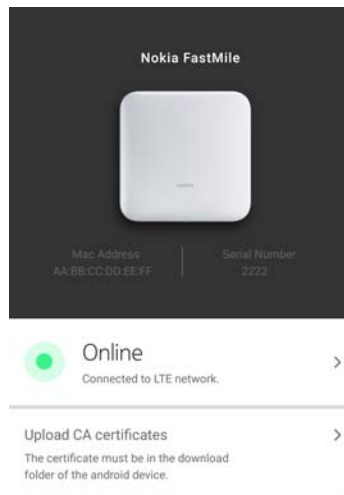 Nokia FastMile
Mac Address
Serial Number
AA:BB:CC:DD:EE:FF
2222
Online
Connected to LTE network.
Upload CA certificates
The certificate must be in the download
folder of the android device.